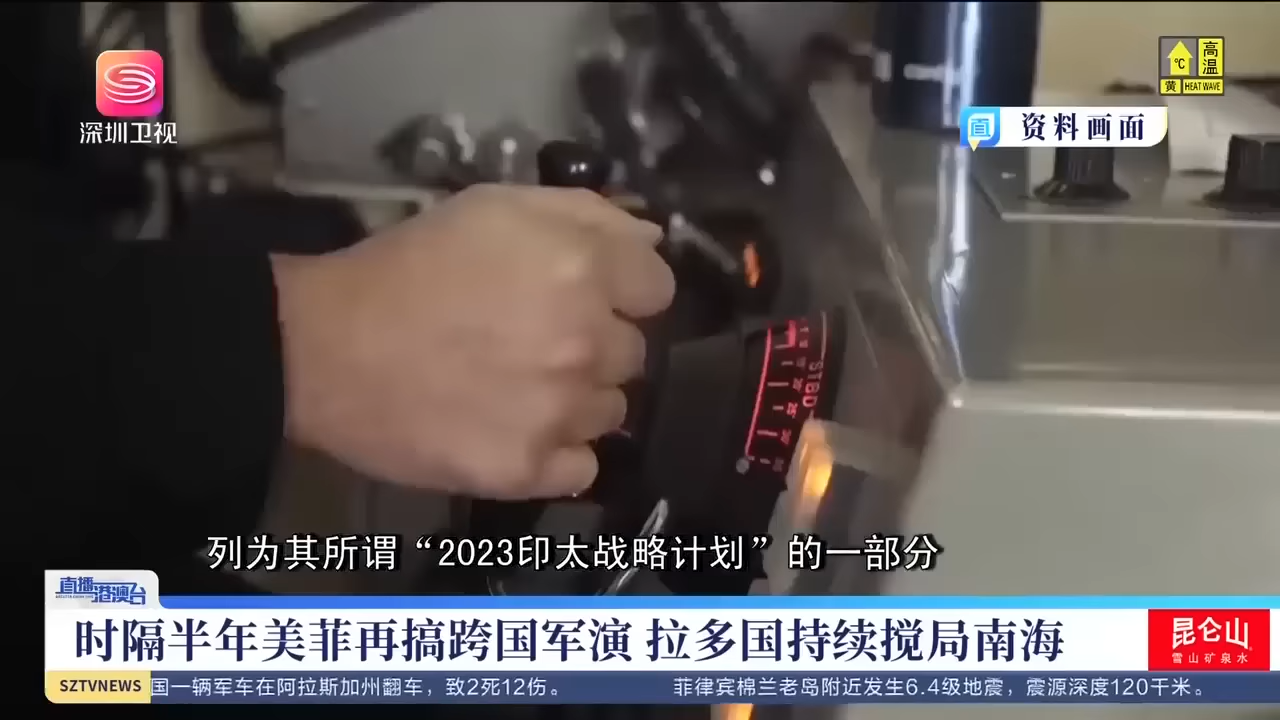 深圳卫视
℃
高温
黄
HEAT WAVE
直
资料画面
STBD
列为其所谓“2023印太战略计划”的一部分
直播港澳台
时隔半年美菲再搞跨国军演 拉多国持续搅局南海
昆仑山
雪山矿泉水
SZTVNEWS
国一辆军车在阿拉斯加州翻车，致2死12伤。
菲律宾棉兰老岛附近发生6.4级地震，震源深度120千米。